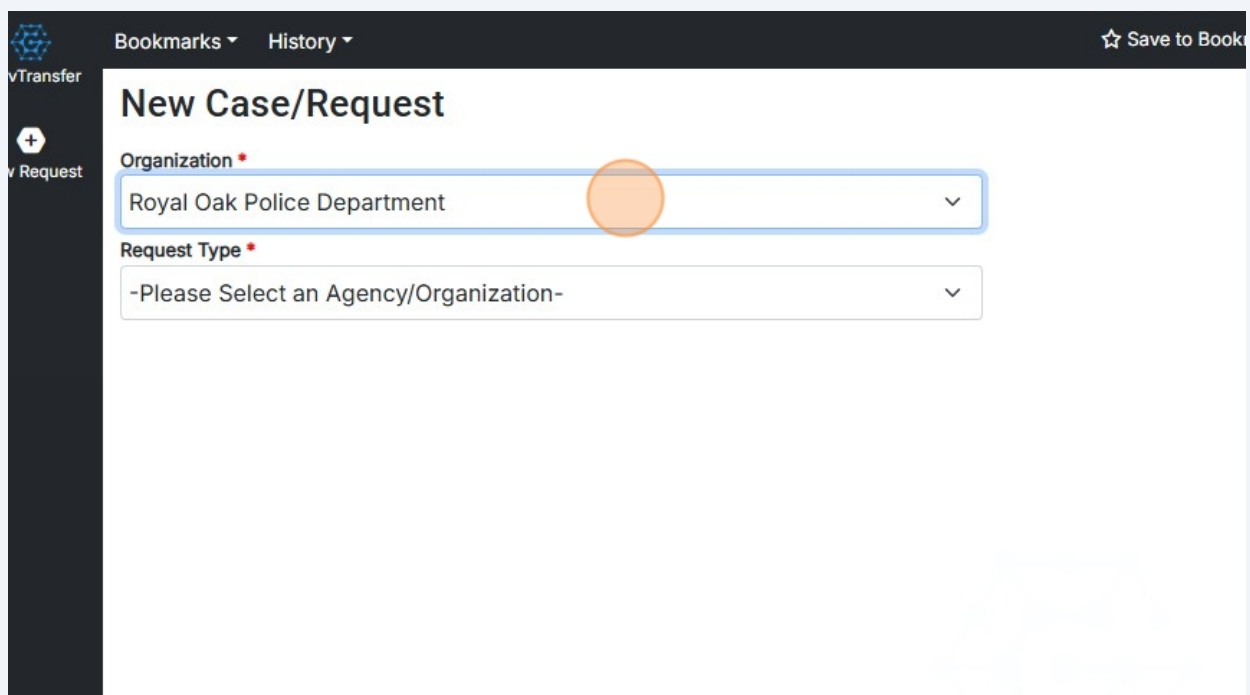 Bookmarks History Save to Book
vTransfer
New Case/Request
Request
Organization *
Royal Oak Police Department
Request Type *
-Please Select an Agency/Organization-